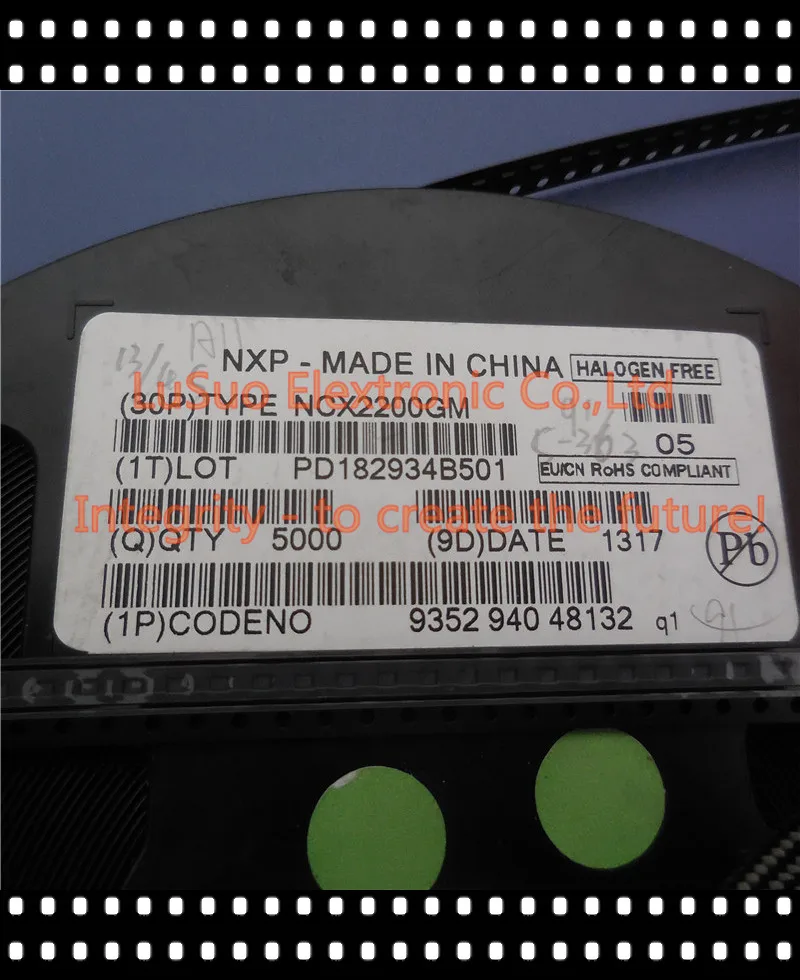 NXP - MADE IN CHINA HALOGEN FREE
LuSuo Elextronic Co.,Ltd
(30P)TYPE NCX2200GM
05
(1T)LOT PD182934B501 EU/CN RoHS COMPLIANT
Integrity - to create the future!
(Q)QTY 5000 (9D)DATE 1317 Pb
(1P)CODENO 9352 940 48132 q1